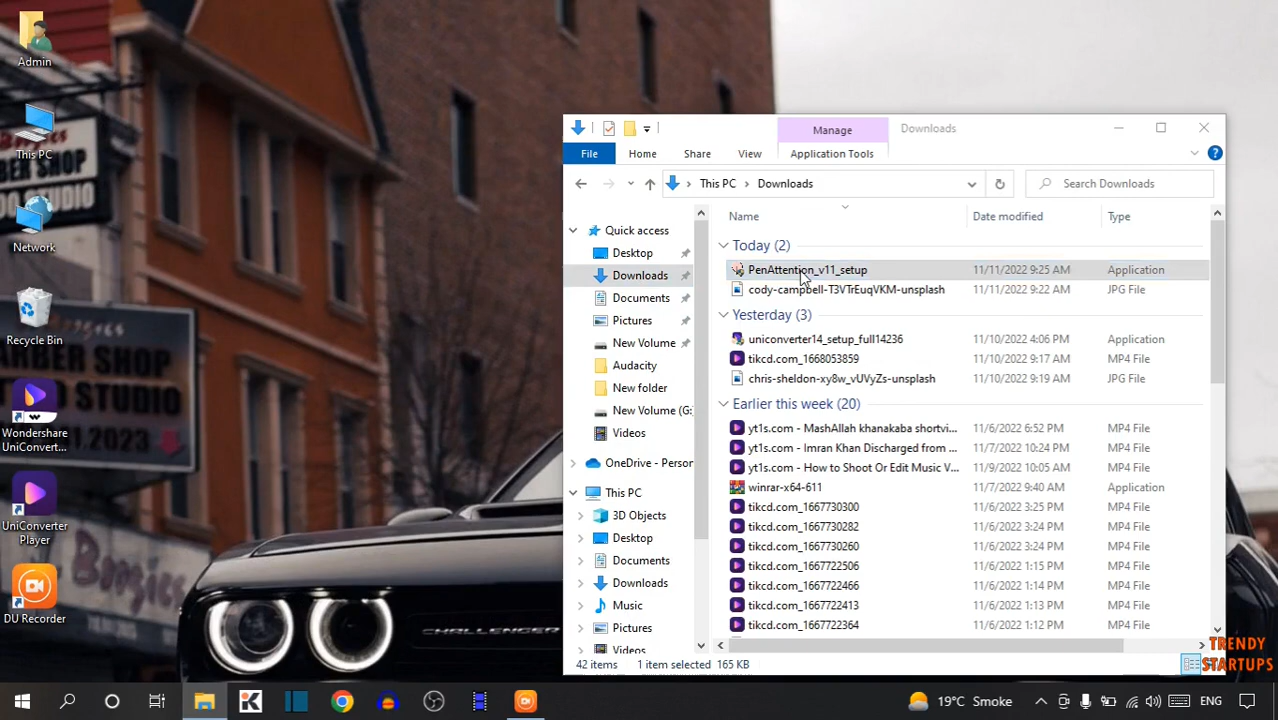 Admin
This PC
Network
Recycle Bin
Wondershare
UniConvert...
UniConverter
Player
DU Recorder
BARBER SHOP
CHALLENGER
Manage
Downloads
File
Home
Share
View
Application Tools
This PC
Downloads
Search Downloads
Name
Date modified
Type
Quick access
Desktop
Downloads
Documents
Pictures
New Volume
Audacity
New folder
New Volume (G:
Videos
OneDrive - Person
This PC
3D Objects
Desktop
Documents
Downloads
Music
Pictures
Videos
Today (2)
PenAttention_v11_setup 11/11/2022 9:25 AM Application
cody-campbell-T3VTrEuqVKM-unsplash 11/11/2022 9:22 AM JPG File
Yesterday (3)
uniconverter14_setup_full14236 11/10/2022 4:06 PM Application
tikcd.com_1668053859 11/10/2022 9:17 AM MP4 File
chris-sheldon-xy8w_vUVyZs-unsplash 11/10/2022 9:19 AM JPG File
Earlier this week (20)
yt1s.com - MashAllah khanakaba shortvi... 11/6/2022 6:52 PM MP4 File
yt1s.com - Imran Khan Discharged from ... 11/7/2022 10:24 PM MP4 File
yt1s.com - How to Shoot Or Edit Music V... 11/9/2022 10:05 AM MP4 File
winrar-x64-611 11/7/2022 9:40 AM Application
tikcd.com_1667730300 11/6/2022 3:25 PM MP4 File
tikcd.com_1667730282 11/6/2022 3:24 PM MP4 File
tikcd.com_1667730260 11/6/2022 3:24 PM MP4 File
tikcd.com_1667722506 11/6/2022 1:15 PM MP4 File
tikcd.com_1667722466 11/6/2022 1:14 PM MP4 File
tikcd.com_1667722413 11/6/2022 1:13 PM MP4 File
tikcd.com_1667722364 11/6/2022 1:12 PM MP4 File
42 items 1 item selected 165 KB
TRENDY
STARTUPS
19°C Smoke
ENG